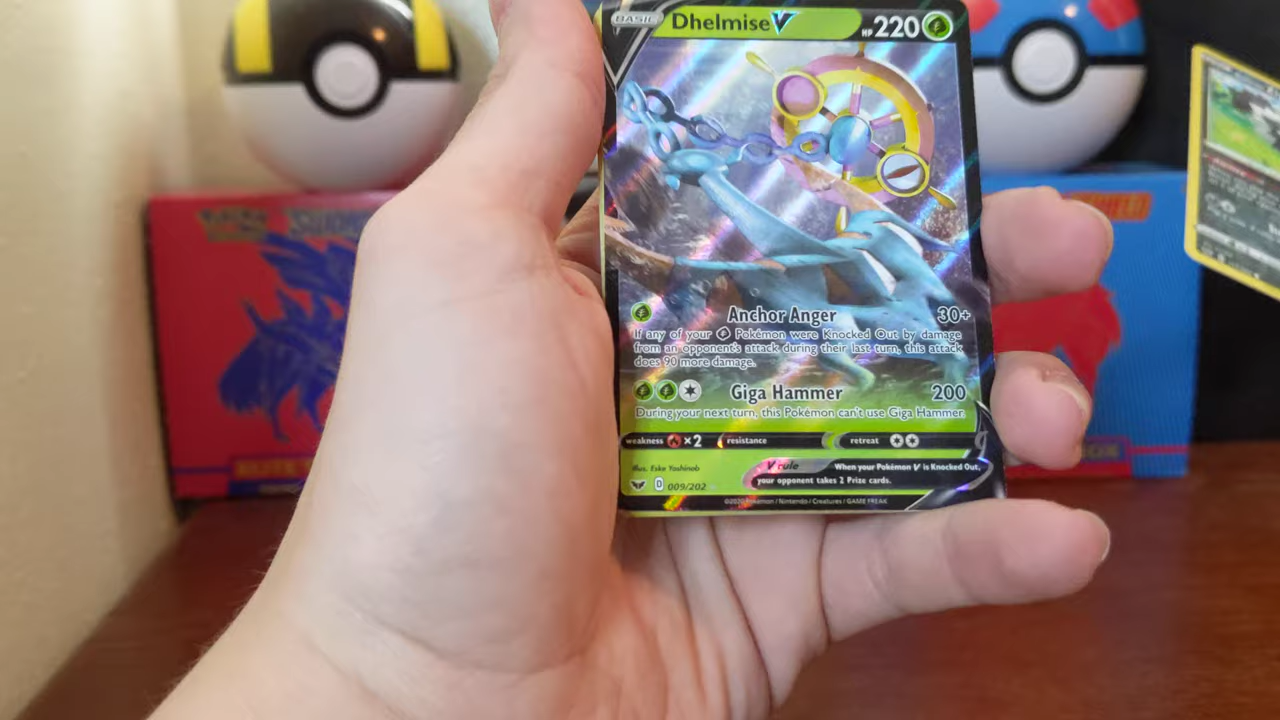 BASIC Dhelmise V HP 220
Anchor Anger 30+
If any of your Pokémon were Knocked Out by damage
from an opponent's attack during their last turn, this attack
does 90 more damage.
Giga Hammer 200
During your next turn, this Pokémon can't use Giga Hammer.
weakness ×2 resistance retreat
Illus. Eske Yoshinob
V rule When your Pokémon V is Knocked Out,
your opponent takes 2 Prize cards.
D 009/202
©2020 Pokémon / Nintendo / Creatures / GAME FREAK